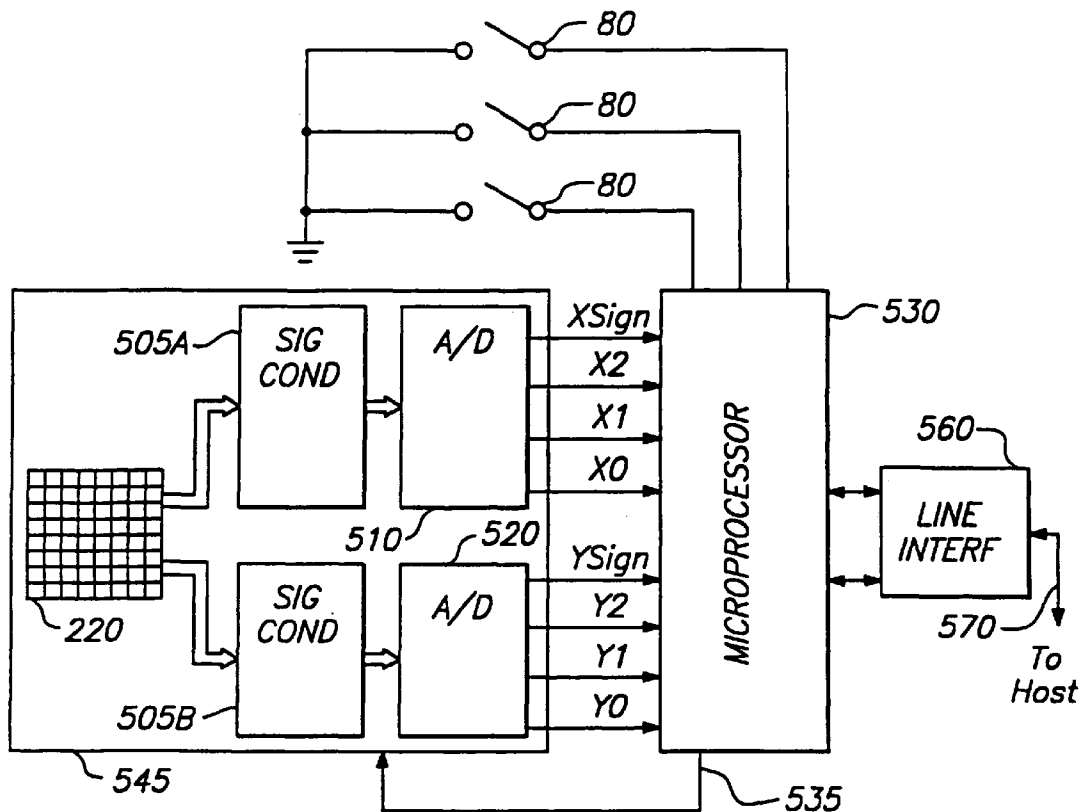 80
80
80
530
505A
SIG
COND
A/D
XSign
X2
X1
X0
510
520
MICROPROCESSOR
560
LINE
INTERF
570
To
Host
220
505B
SIG
COND
A/D
YSign
Y2
Y1
Y0
545
535